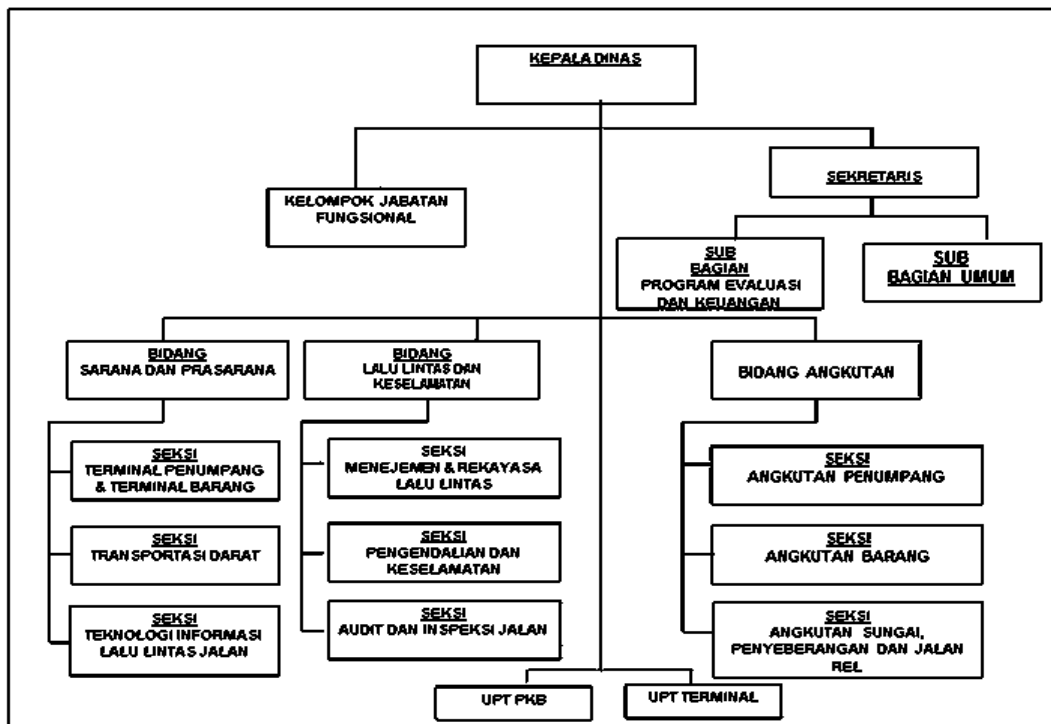 KEPALA DINAS
SEKRETARIS
KELOMPOK JABATAN
FUNGSIONAL
SUB
BAGIAN
PROGRAM EVALUASI
DAN KEUANGAN
SUB
BAGIAN UMUM
BIDANG
SARANA DAN PRASARANA
BIDANG
LALU LINTAS DAN
KESELAMATAN
BIDANG ANGKUTAN
SEKSI
TERMINAL PENUMPANG
& TERMINAL BARANG
SEKSI
TRANSPORTASI DARAT
SEKSI
TEKNOLOGI INFORMASI
LALU LINTAS JALAN
SEKSI
MENEJEMEN & REKAYASA
LALU LINTAS
SEKSI
PENGENDALIAN DAN
KESELAMATAN
SEKSI
AUDIT DAN INSPEKSI JALAN
SEKSI
ANGKUTAN PENUMPANG
SEKSI
ANGKUTAN BARANG
SEKSI
ANGKUTAN SUNGAI,
PENYEBERANGAN DAN JALAN
REL
UPT PKB
UPT TERMINAL